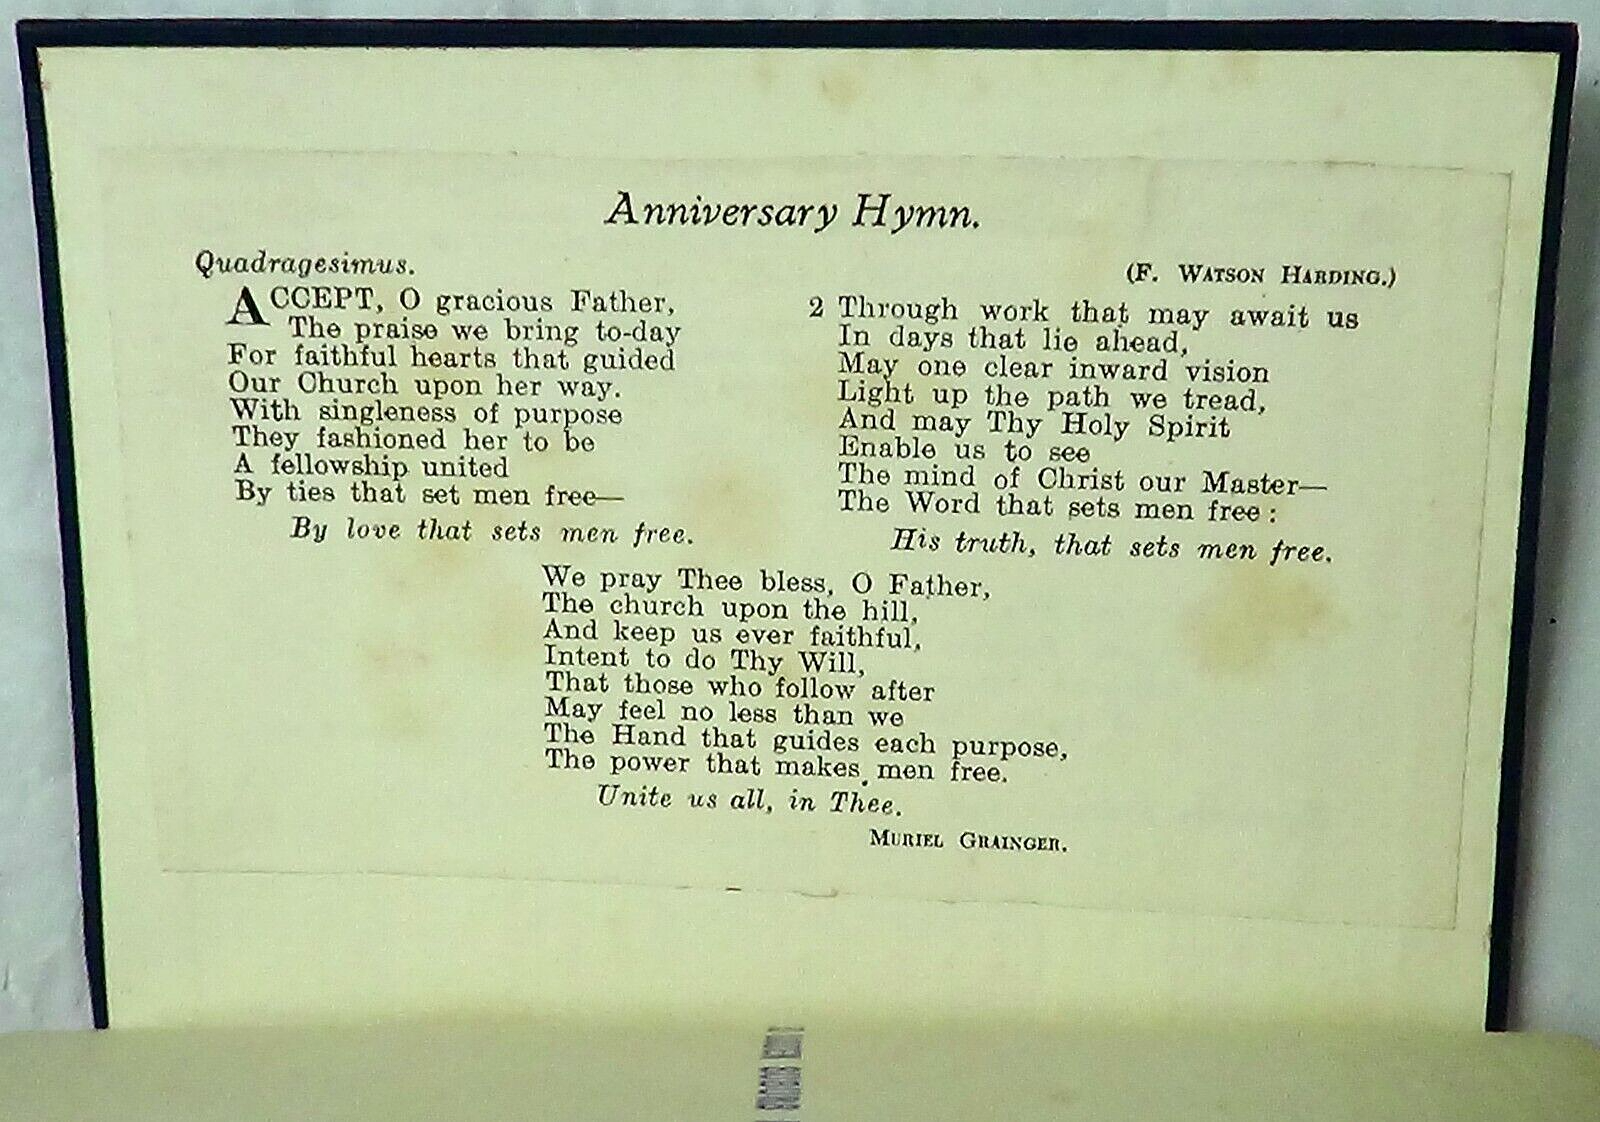 Anniversary Hymn.
Quadragesimus.
(F. Watson Harding.)
ACCEPT, O gracious Father,
The praise we bring to-day
For faithful hearts that guided
Our Church upon her way.
With singleness of purpose
They fashioned her to be
A fellowship united
By ties that set men free—
By love that sets men free.
2 Through work that may await us
In days that lie ahead,
May one clear inward vision
Light up the path we tread,
And may Thy Holy Spirit
Enable us to see
The mind of Christ our Master—
The Word that sets men free:
His truth, that sets men free.
We pray Thee bless, O Father,
The church upon the hill,
And keep us ever faithful,
Intent to do Thy Will,
That those who follow after
May feel no less than we
The Hand that guides each purpose,
The power that makes men free.
Unite us all, in Thee.
Muriel Grainger.